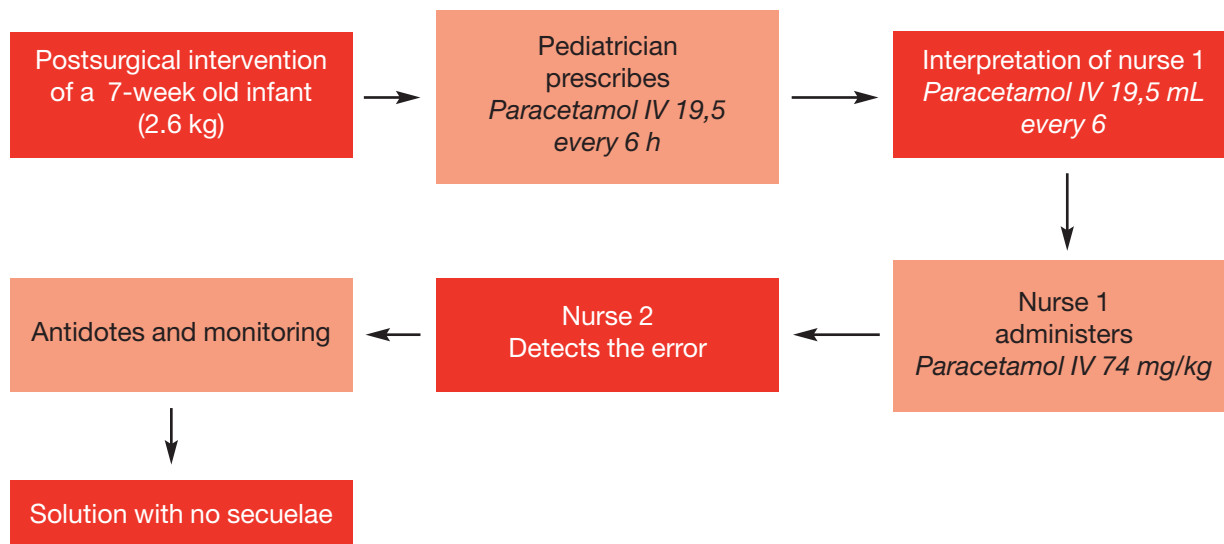 Postsurgical intervention
of a 7-week old infant
(2.6 kg)
Pediatrician
prescribes
Paracetamol IV 19,5
every 6 h
Interpretation of nurse 1
Paracetamol IV 19,5 mL
every 6
Nurse 1
administers
Paracetamol IV 74 mg/kg
Nurse 2
Detects the error
Antidotes and monitoring
Solution with no secuelae